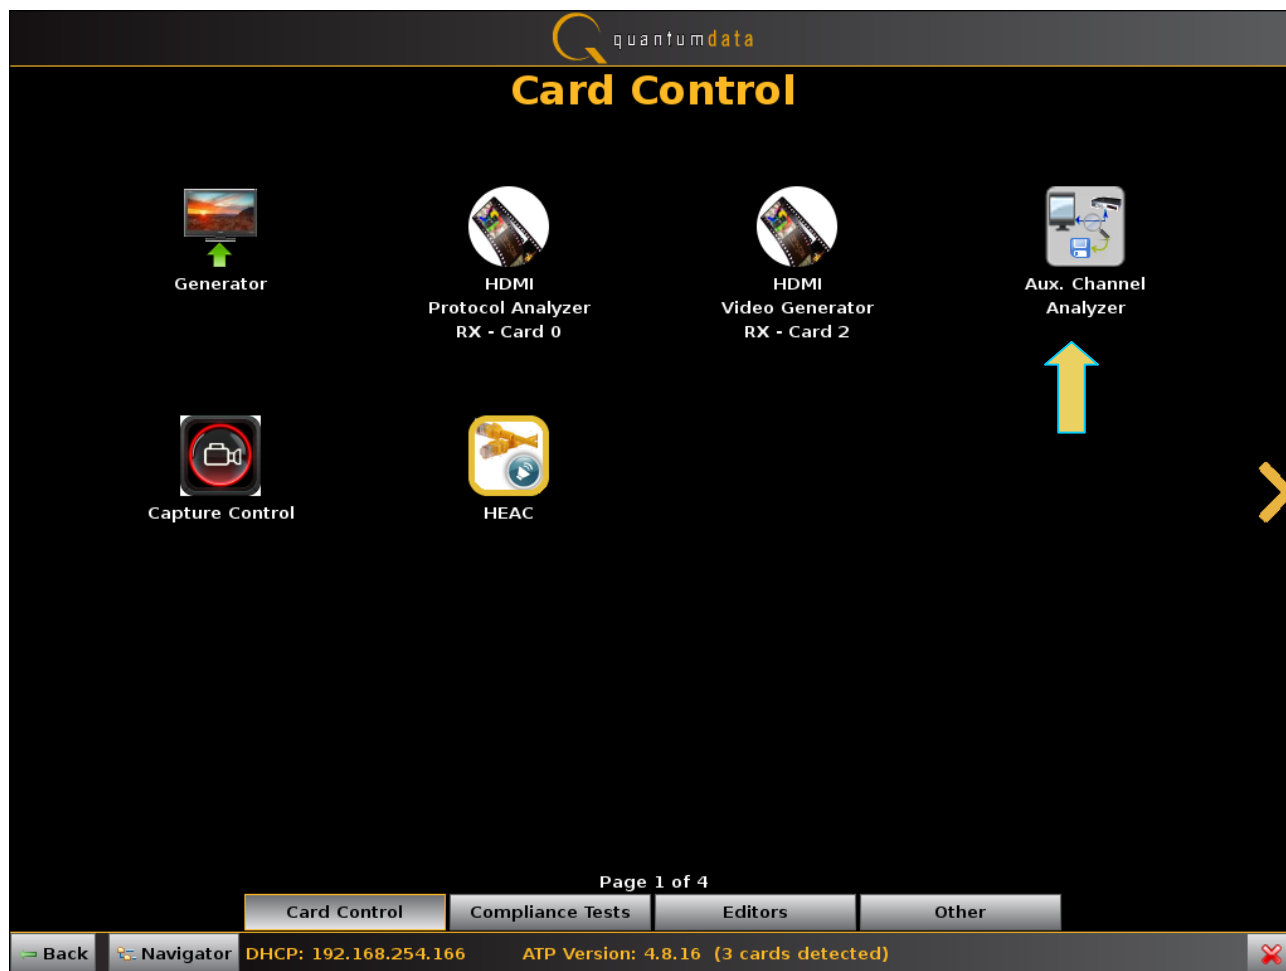 quantumdata
Card Control
Generator
HDMI
Protocol Analyzer
RX - Card 0
HDMI
Video Generator
RX - Card 2
Aux. Channel
Analyzer
Capture Control
HEAC
Page 1 of 4
Card Control
Compliance Tests
Editors
Other
Back
Navigator
DHCP: 192.168.254.166
ATP Version: 4.8.16 (3 cards detected)